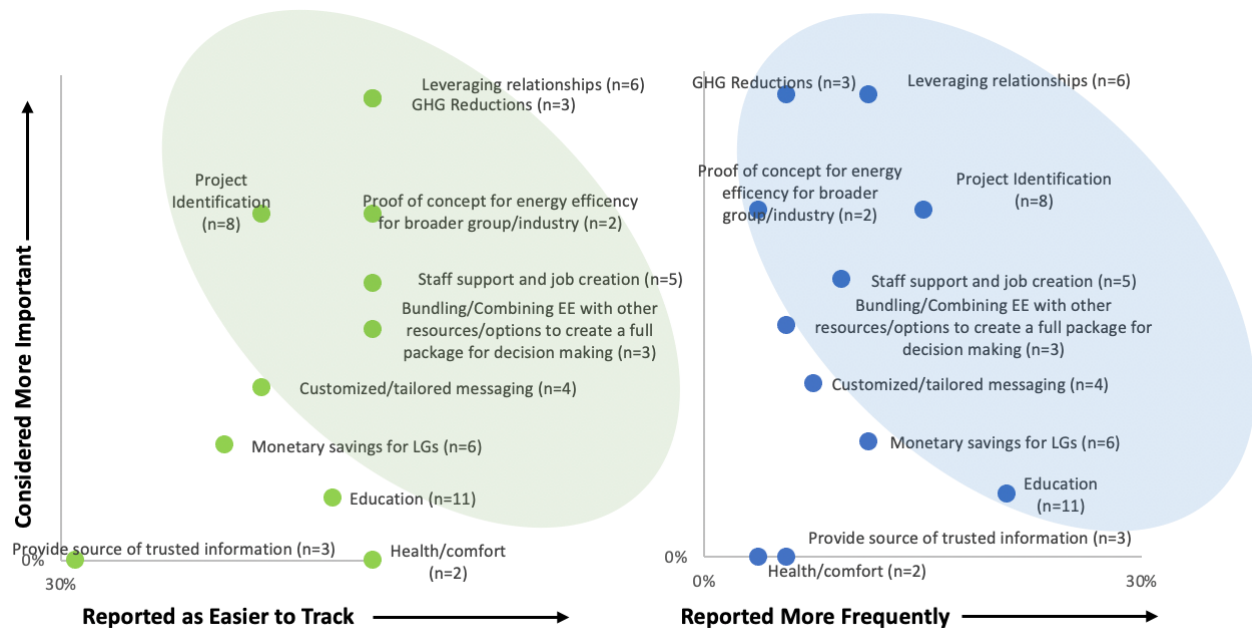 Considered More Important
Leveraging relationships (n=6)
GHG Reductions (n=3)
Project
Identification
(n=8)
Proof of concept for energy efficency
for broader group/industry (n=2)
Staff support and job creation (n=5)
Bundling/Combining EE with other
resources/options to create a full
package for decision making (n=3)
Customized/tailored messaging (n=4)
Monetary savings for LGs (n=6)
Education (n=11)
Provide source of trusted information (n=3)
Health/comfort
(n=2)
0%
30%
Reported as Easier to Track
GHG Reductions (n=3)
Leveraging relationships (n=6)
Proof of concept for energy
efficency for broader
group/industry (n=2)
Project Identification
(n=8)
Staff support and job creation (n=5)
Bundling/Combining EE with other
resources/options to create a full package for
decision making (n=3)
Customized/tailored messaging (n=4)
Monetary savings for LGs (n=6)
Education
(n=11)
Provide source of trusted information (n=3)
Health/comfort (n=2)
0%
0%
30%
Reported More Frequently